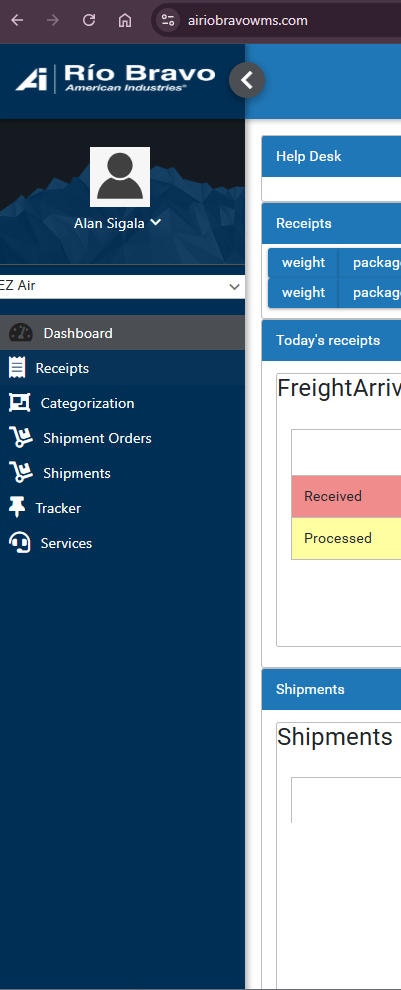 airiobravowms.com
Ai Río Bravo
American Industries®
Alan Sigala
EZ Air
Dashboard
Receipts
Categorization
Shipment Orders
Shipments
Tracker
Services
Help Desk
Receipts
weight packag
weight packag
Today's receipts
FreightArriv
Received
Processed
Shipments
Shipments